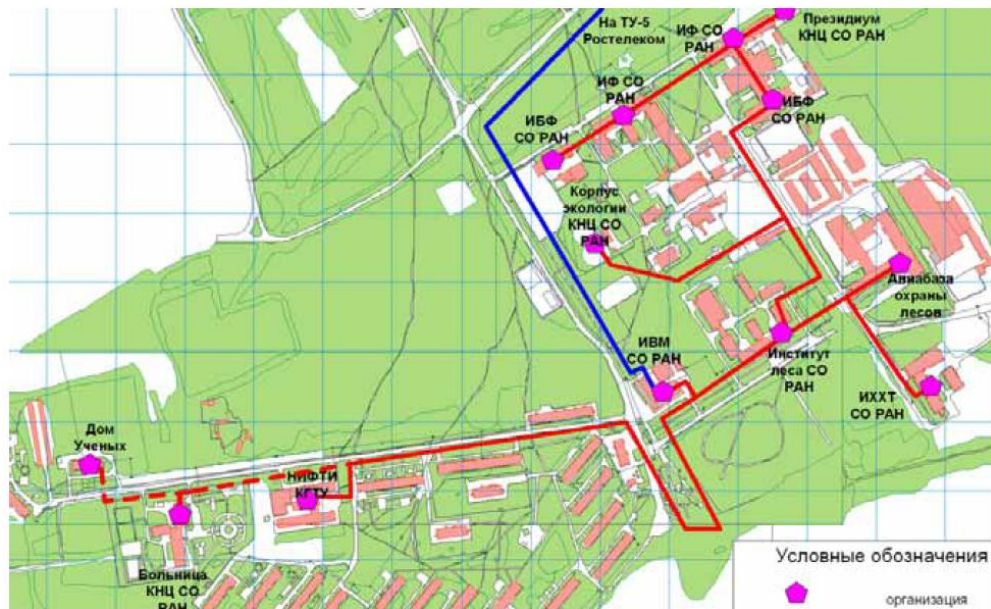 На ТУ-5
Ростелеком
ИФ СО
РАН
Президиум
КНЦ СО РАН
ИФ СО
РАН
ИБФ
СО РАН
ИБФ
СО РАН
Корпус
экологии
КНЦ СО
РАН
Авиабаза
охраны
лесов
ИВМ
СО РАН
Институт
леса СО
РАН
ИХХТ
СО РАН
Дом
Ученых
НИФТИ
КГТУ
Больница
КНЦ СО
РАН
Условные обозначения
организация